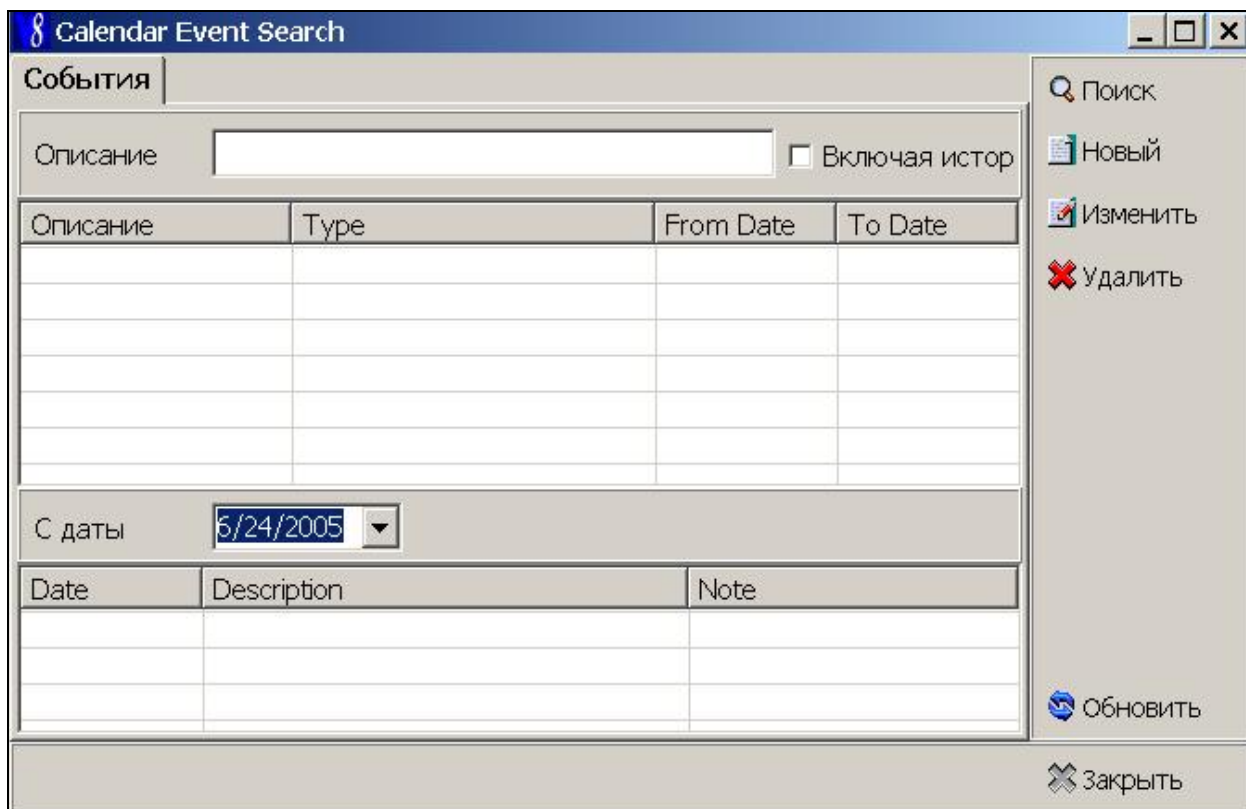 Calendar Event Search
События
Описание
Включая истор
Описание Type From Date To Date
С даты 6/24/2005
Date Description Note
Поиск
Новый
Изменить
Удалить
Обновить
Закрыть